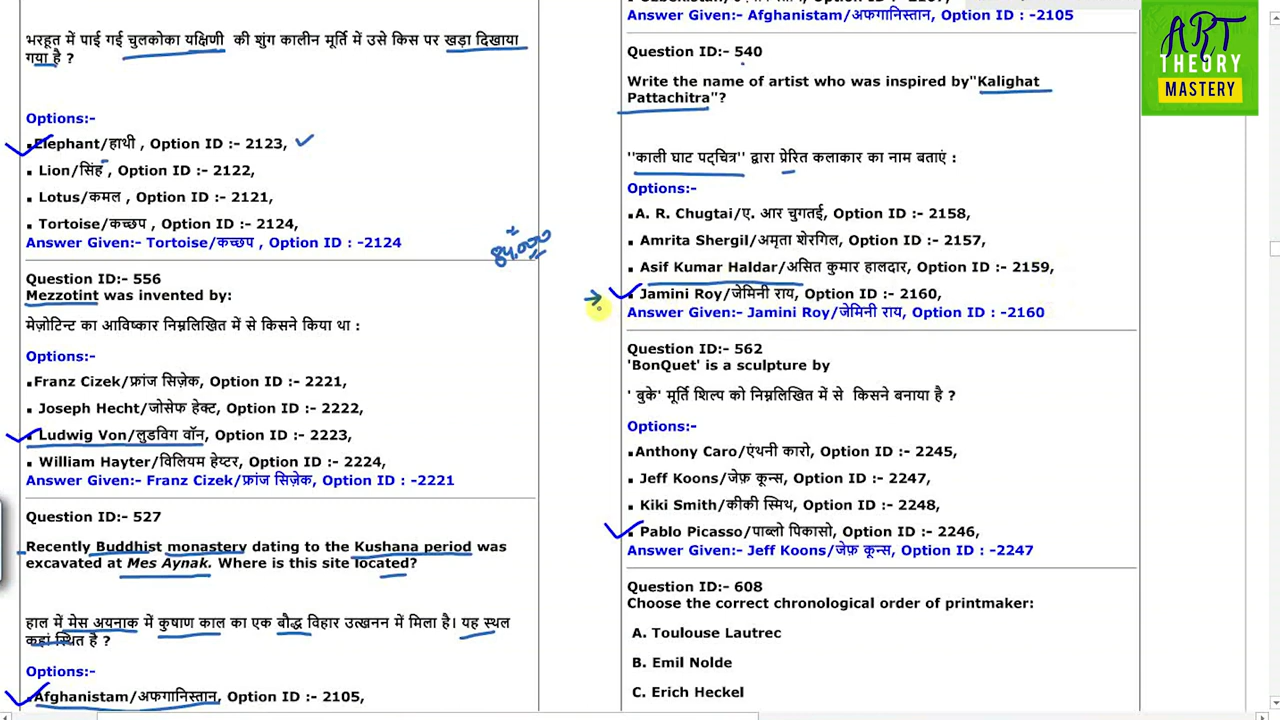 भरहूत में पाई गई चुलकोका यक्षिणी की शुंग कालीन मूर्ति में उसे किस पर खड़ा दिखाया
गया है ?
Options:-
Elephant/हाथी , Option ID :- 2123,
Lion/सिंह , Option ID :- 2122,
Lotus/कमल , Option ID :- 2121,
Tortoise/कच्छप , Option ID :- 2124,
Answer Given:- Tortoise/कच्छप , Option ID :-2124
84,000
Question ID:- 556
Mezzotint was invented by:
मेज़ोटिन्ट का आविष्कार निम्नलिखित में से किसने किया था :
Options:-
Franz Cizek/फ्रांज सिज़ेक, Option ID :- 2221,
Joseph Hecht/जोसेफ हेक्ट, Option ID :- 2222,
Ludwig Von/लुडविग वॉन, Option ID :- 2223,
William Hayter/विलियम हेय्टर, Option ID :- 2224,
Answer Given:- Franz Cizek/फ्रांज सिज़ेक, Option ID :-2221
Question ID:- 527
Recently Buddhist monastery dating to the Kushana period was
excavated at Mes Aynak. Where is this site located?
हाल में मेस अयनाक में कुषाण काल का एक बौद्ध विहार उत्खनन में मिला है। यह स्थल
कहां स्थित है ?
Options:-
Afghanistam/अफगानिस्तान, Option ID :- 2105,
Answer Given:- Afghanistam/अफगानिस्तान, Option ID : -2105
Question ID:- 540
Write the name of artist who was inspired by"Kalighat
Pattachitra"?
''काली घाट पट्चित्र'' द्वारा प्रेरित कलाकार का नाम बताएं :
Options:-
A. R. Chugtai/ए. आर चुगतई, Option ID :- 2158,
Amrita Shergil/अमृता शेरगिल, Option ID :- 2157,
Asif Kumar Haldar/असित कुमार हालदार, Option ID :- 2159,
Jamini Roy/जेमिनी राय, Option ID :- 2160,
Answer Given:- Jamini Roy/जेमिनी राय, Option ID : -2160
Question ID:- 562
'BonQuet' is a sculpture by
' बुके' मूर्ति शिल्प को निम्नलिखित में से किसने बनाया है ?
Options:-
Anthony Caro/एंथनी कारो, Option ID :- 2245,
Jeff Koons/जेफ़ कून्स, Option ID :- 2247,
Kiki Smith/कीकी स्मिथ, Option ID :- 2248,
Pablo Picasso/पाब्लो पिकासो, Option ID :- 2246,
Answer Given:- Jeff Koons/जेफ़ कून्स, Option ID : -2247
Question ID:- 608
Choose the correct chronological order of printmaker:
A. Toulouse Lautrec
B. Emil Nolde
C. Erich Heckel
ART
THEORY
MASTERY